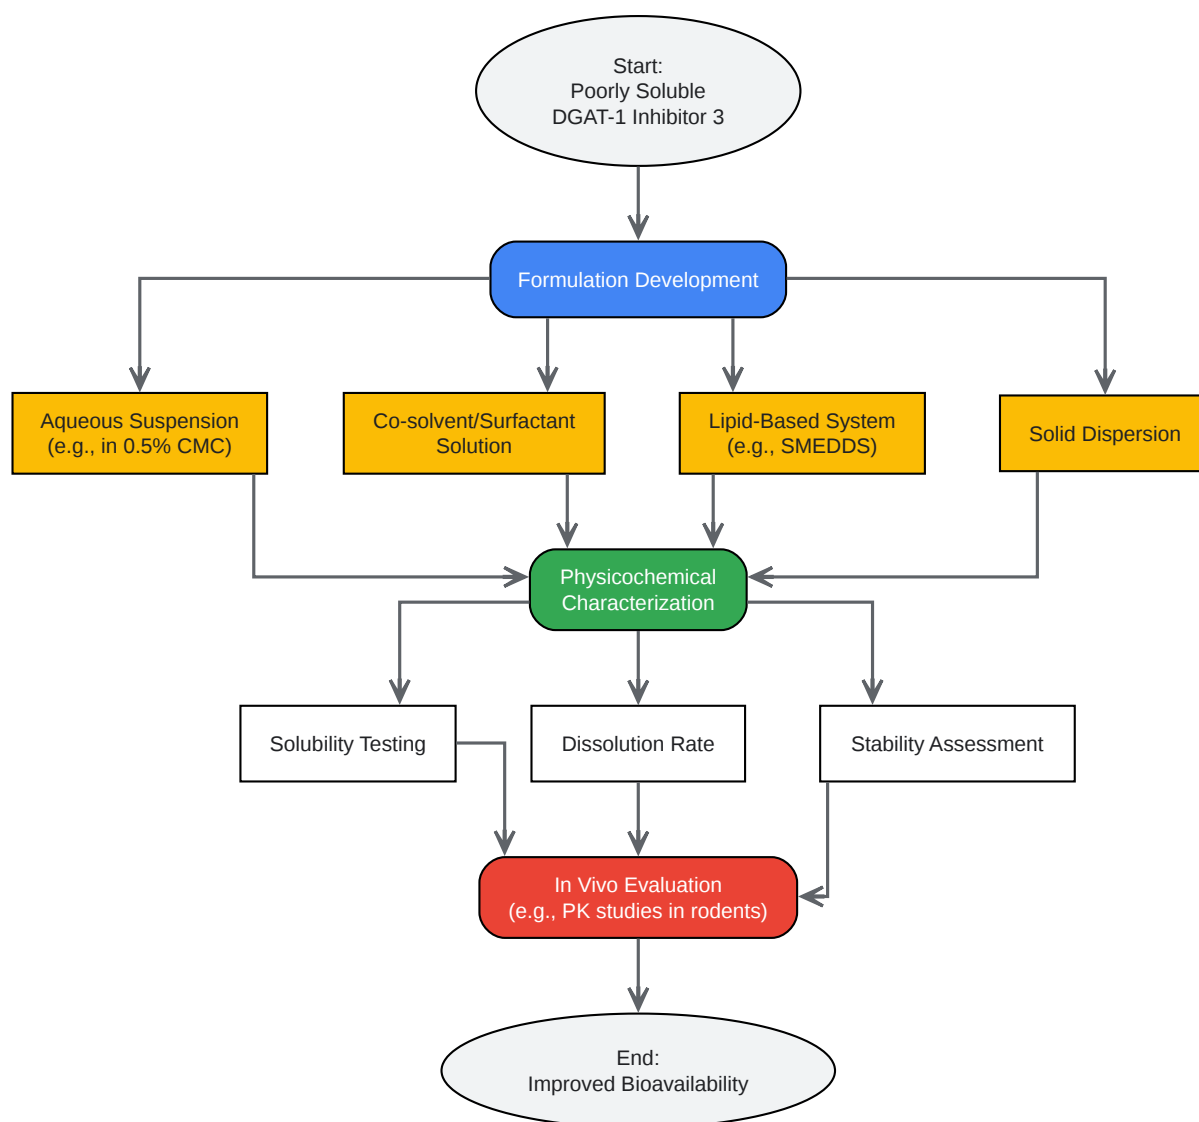 Start:
Poorly Soluble
DGAT-1 Inhibitor 3
Formulation Development
Aqueous Suspension
(e.g., in 0.5% CMC)
Co-solvent/Surfactant
Solution
Lipid-Based System
(e.g., SMEDDS)
Solid Dispersion
Physicochemical
Characterization
Solubility Testing
Dissolution Rate
Stability Assessment
In Vivo Evaluation
(e.g., PK studies in rodents)
End:
Improved Bioavailability